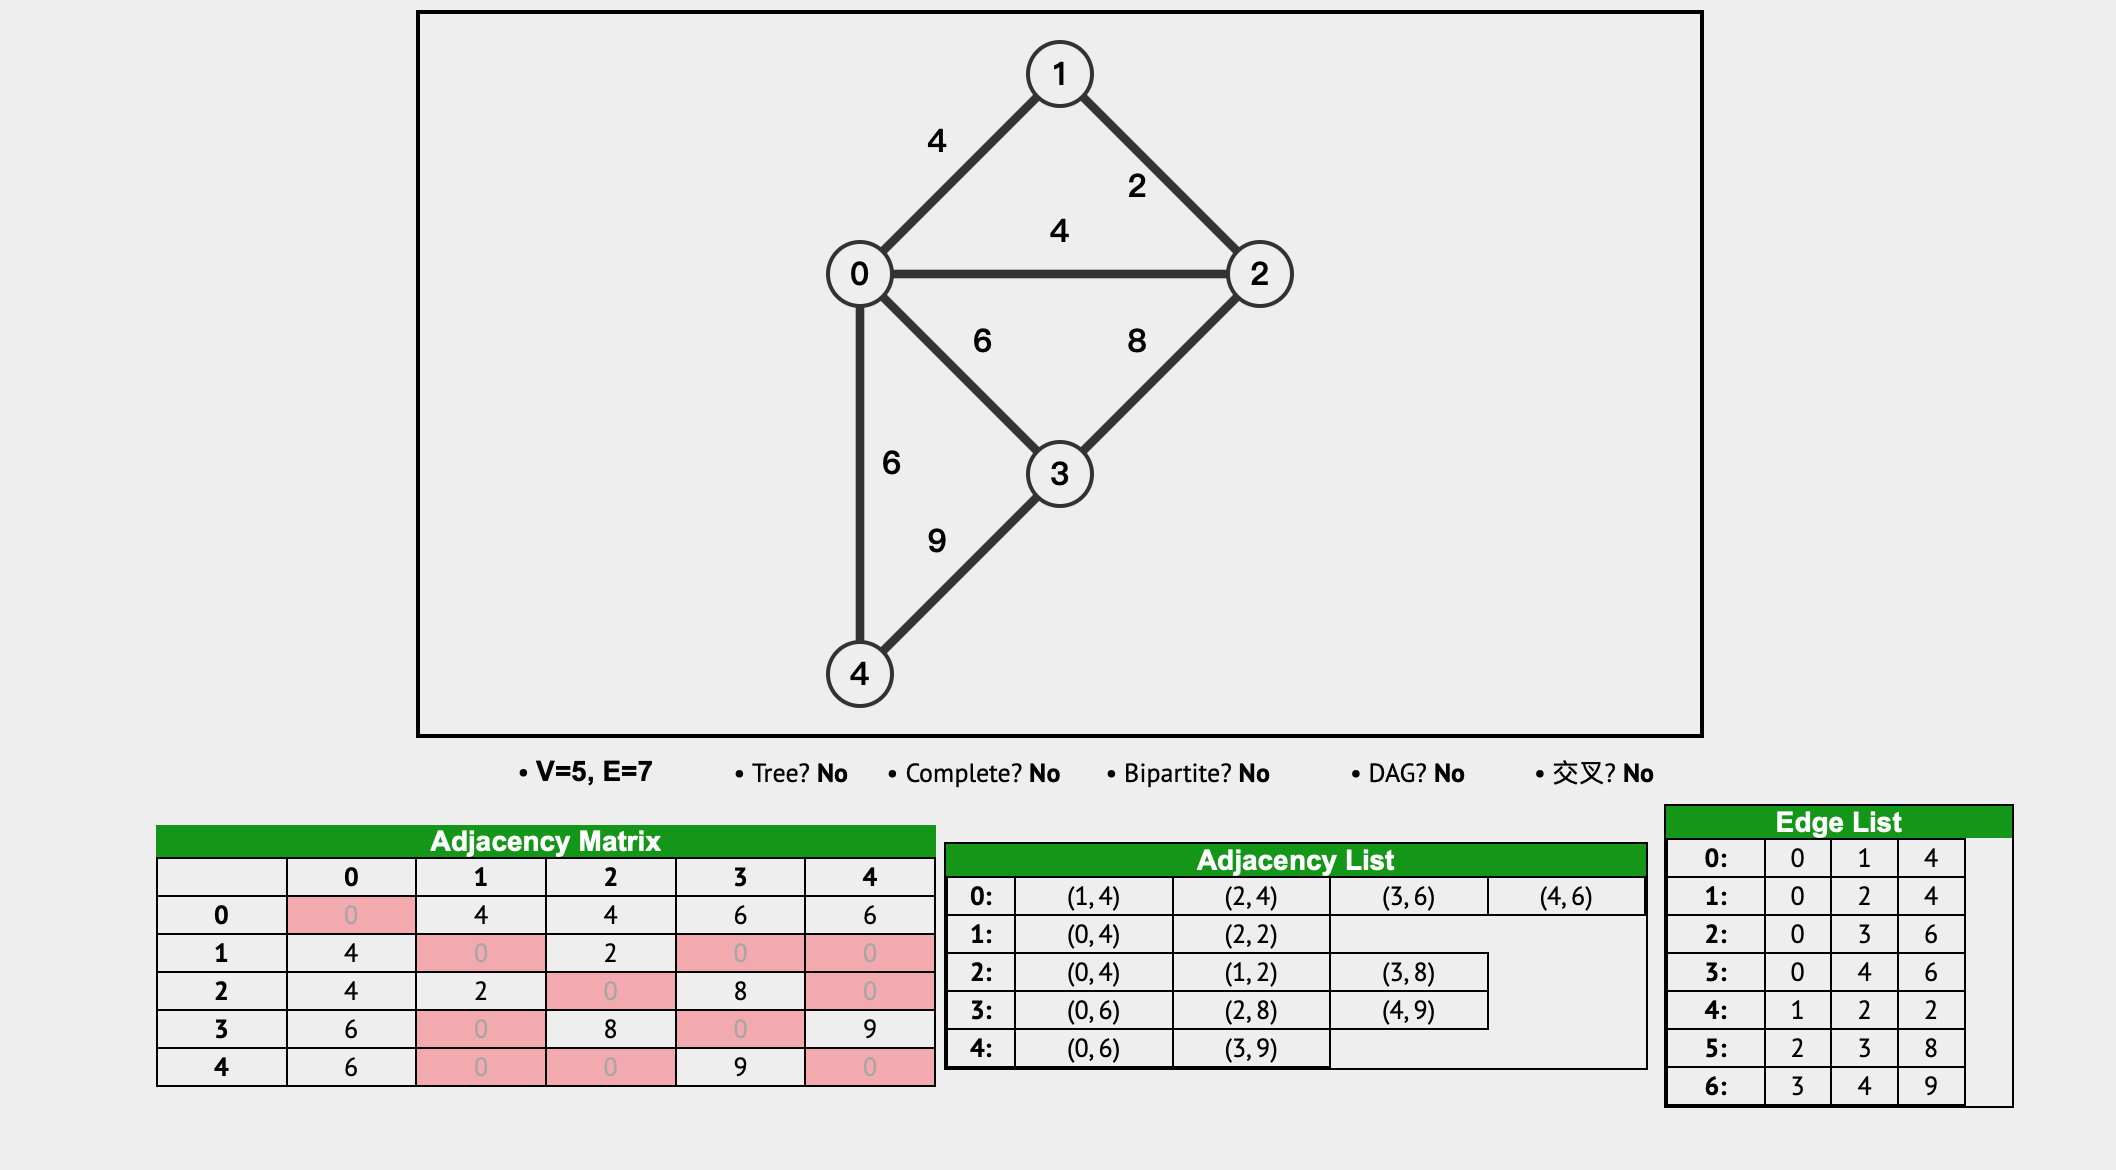 1
4
2
4
0
2
6
8
6
3
9
4
• V=5, E=7 • Tree? No • Complete? No • Bipartite? No • DAG? No • 交叉? No
Adjacency Matrix
0 1 2 3 4
0 0 4 4 6 6
1 4 0 2 0 0
2 4 2 0 8 0
3 6 0 8 0 9
4 6 0 0 9 0
Adjacency List
0: (1, 4) (2, 4) (3, 6) (4, 6)
1: (0, 4) (2, 2)
2: (0, 4) (1, 2) (3, 8)
3: (0, 6) (2, 8) (4, 9)
4: (0, 6) (3, 9)
Edge List
0: 0 1 4
1: 0 2 4
2: 0 3 6
3: 0 4 6
4: 1 2 2
5: 2 3 8
6: 3 4 9